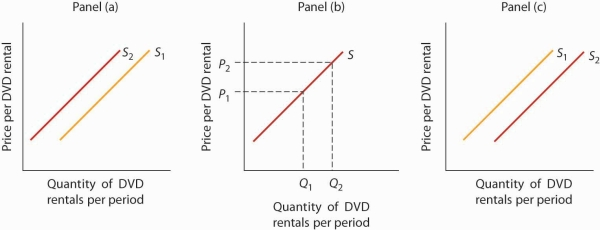 Panel (a)
Price per DVD rental
S2
S1
Quantity of DVD
rentals per period
Panel (b)
Price per DVD rental
P2
P1
S
Q1
Q2
Quantity of DVD
rentals per period
Panel (c)
Price per DVD rental
S1
S2
Quantity of DVD
rentals per period